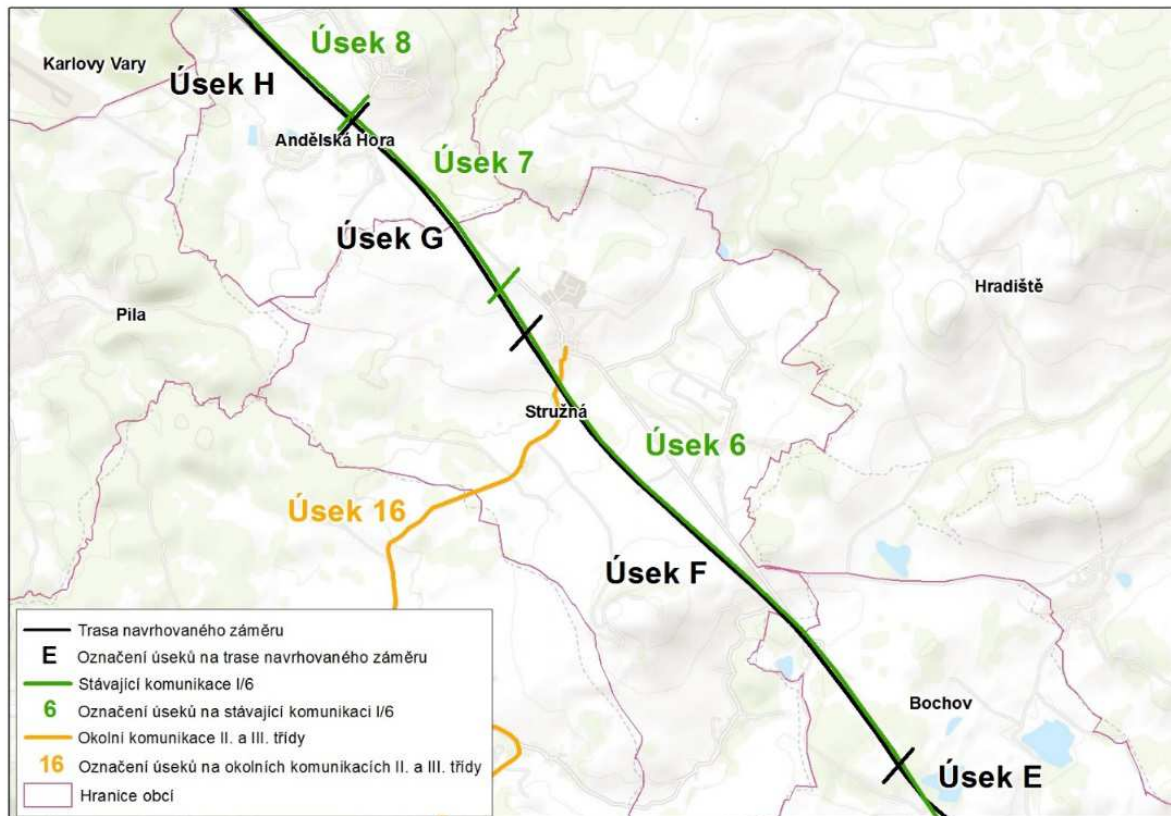 Úsek 8
Karlovy Vary
Úsek H
Andělská Hora
Úsek 7
Úsek G
Hradiště
Pila
Stružná
Úsek 6
Úsek 16
Úsek F
Bochov
Úsek E
Trasa navrhovaného záměru
E Označení úseků na trase navrhovaného záměru
Stávající komunikace I/6
6 Označení úseků na stávající komunikaci I/6
Okolní komunikace II. a III. třídy
16 Označení úseků na okolních komunikacích II. a III. třídy
Hranice obcí